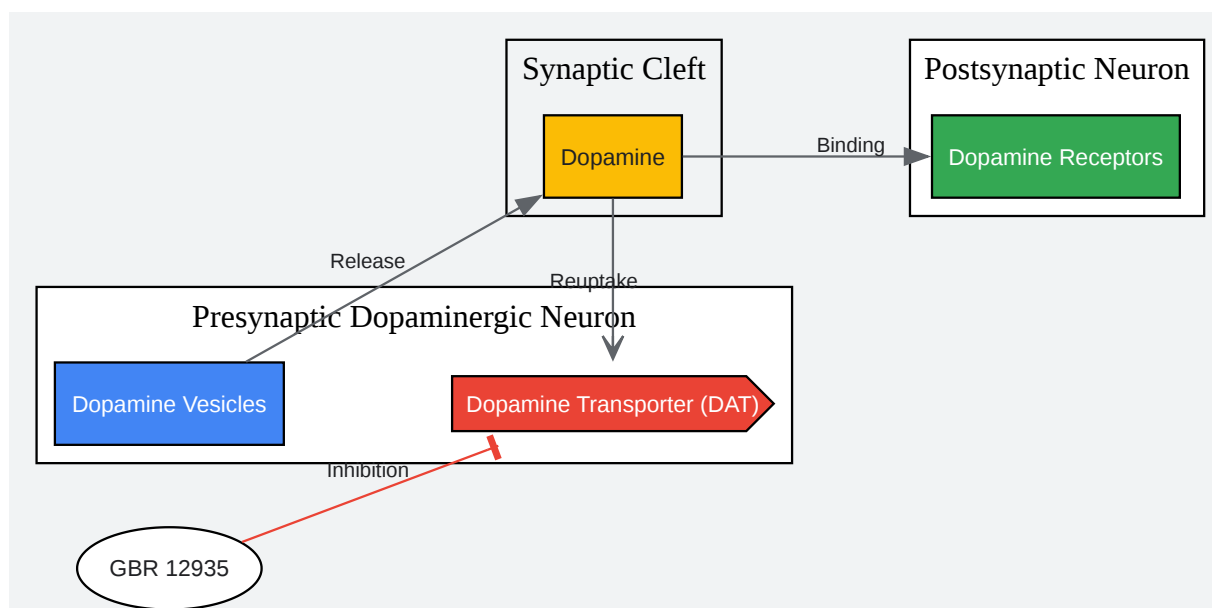 Synaptic Cleft
Postsynaptic Neuron
Dopamine
Binding
Dopamine Receptors
Release
Reuptake
Presynaptic Dopaminergic Neuron
Dopamine Vesicles
Dopamine Transporter (DAT)
Inhibition
GBR 12935